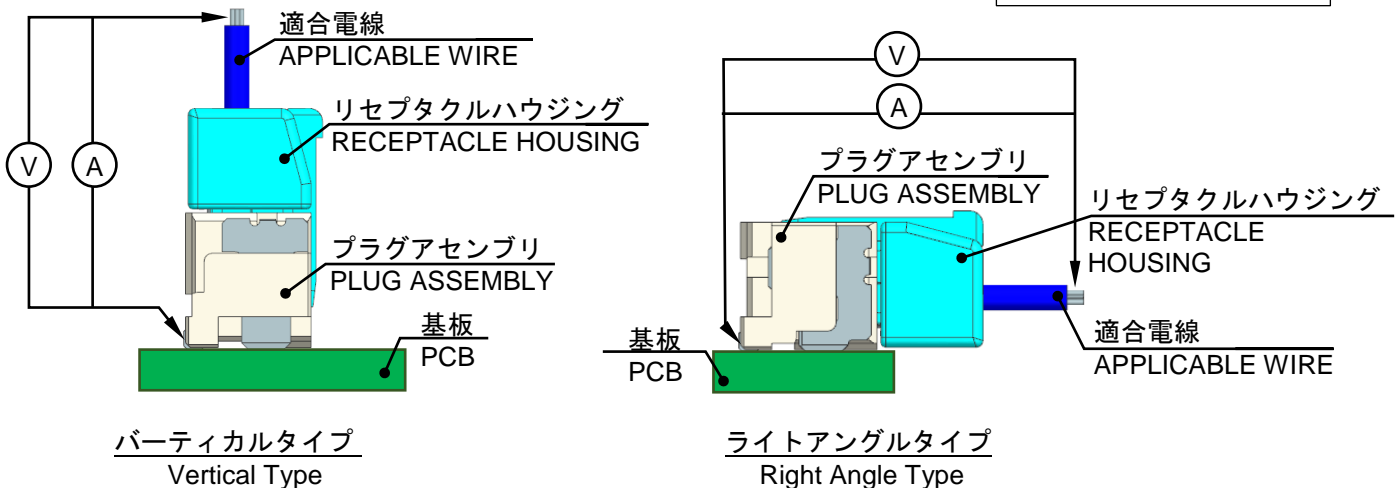 適合電線
APPLICABLE WIRE
リセプタクルハウジング
RECEPTACLE HOUSING
V
A
プラグアセンブリ
PLUG ASSEMBLY
基板
PCB
バーティカルタイプ
Vertical Type
V
A
プラグアセンブリ
PLUG ASSEMBLY
リセプタクルハウジング
RECEPTACLE
HOUSING
基板
PCB
適合電線
APPLICABLE WIRE
ライトアングルタイプ
Right Angle Type